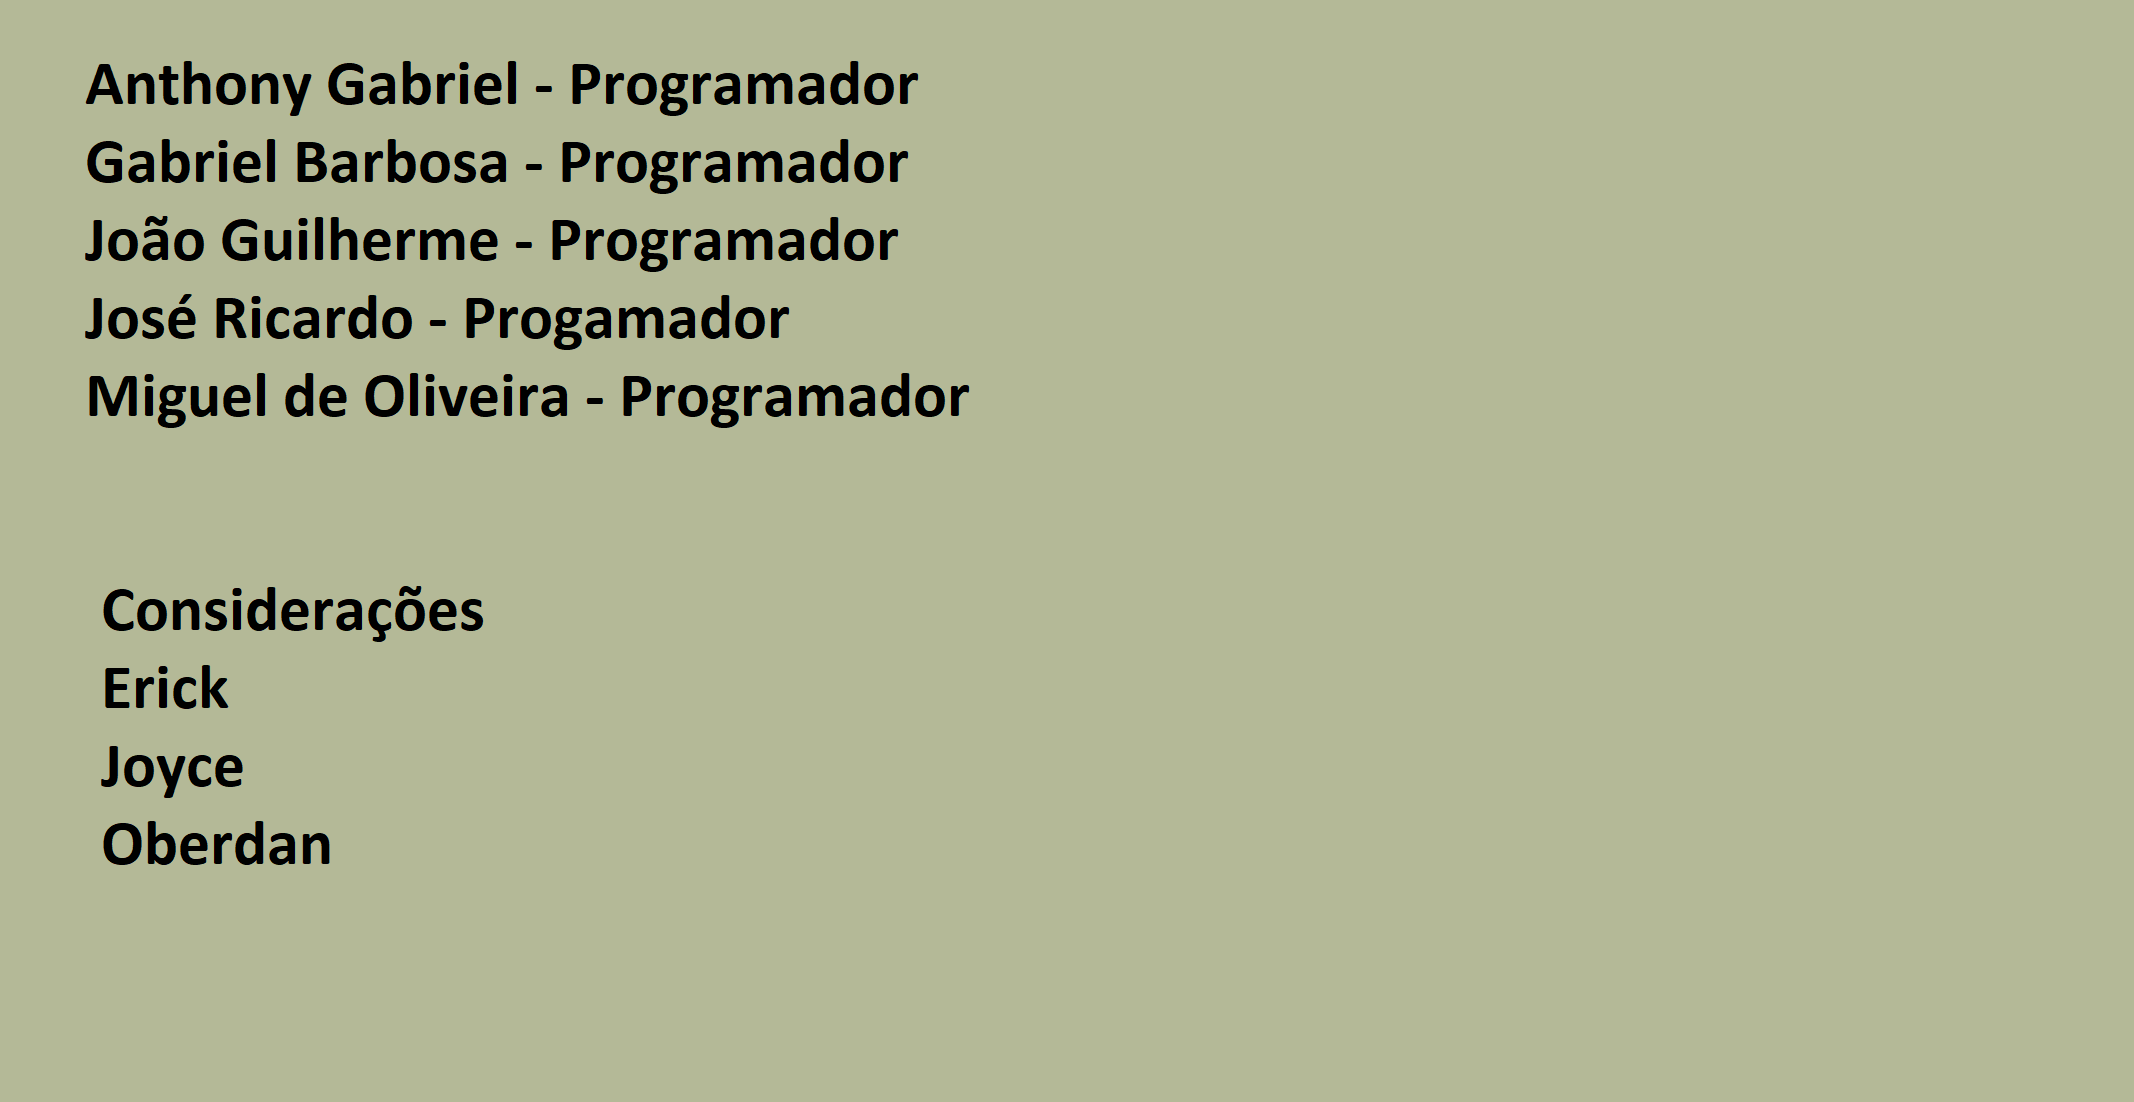 Anthony Gabriel - Programador
Gabriel Barbosa - Programador
João Guilherme - Programador
José Ricardo - Progamador
Miguel de Oliveira - Programador
Considerações
Erick
Joyce
Oberdan